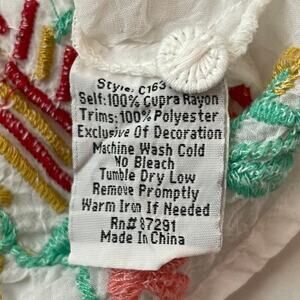 Style: C163
Self:100% Cupra Rayon
Trims:100% Polyester
Exclusive Of Decoration
Machine Wash Cold
No Bleach
Tumble Dry Low
Remove Promptly
Warm Iron If Needed
Rn# 87291
Made In China